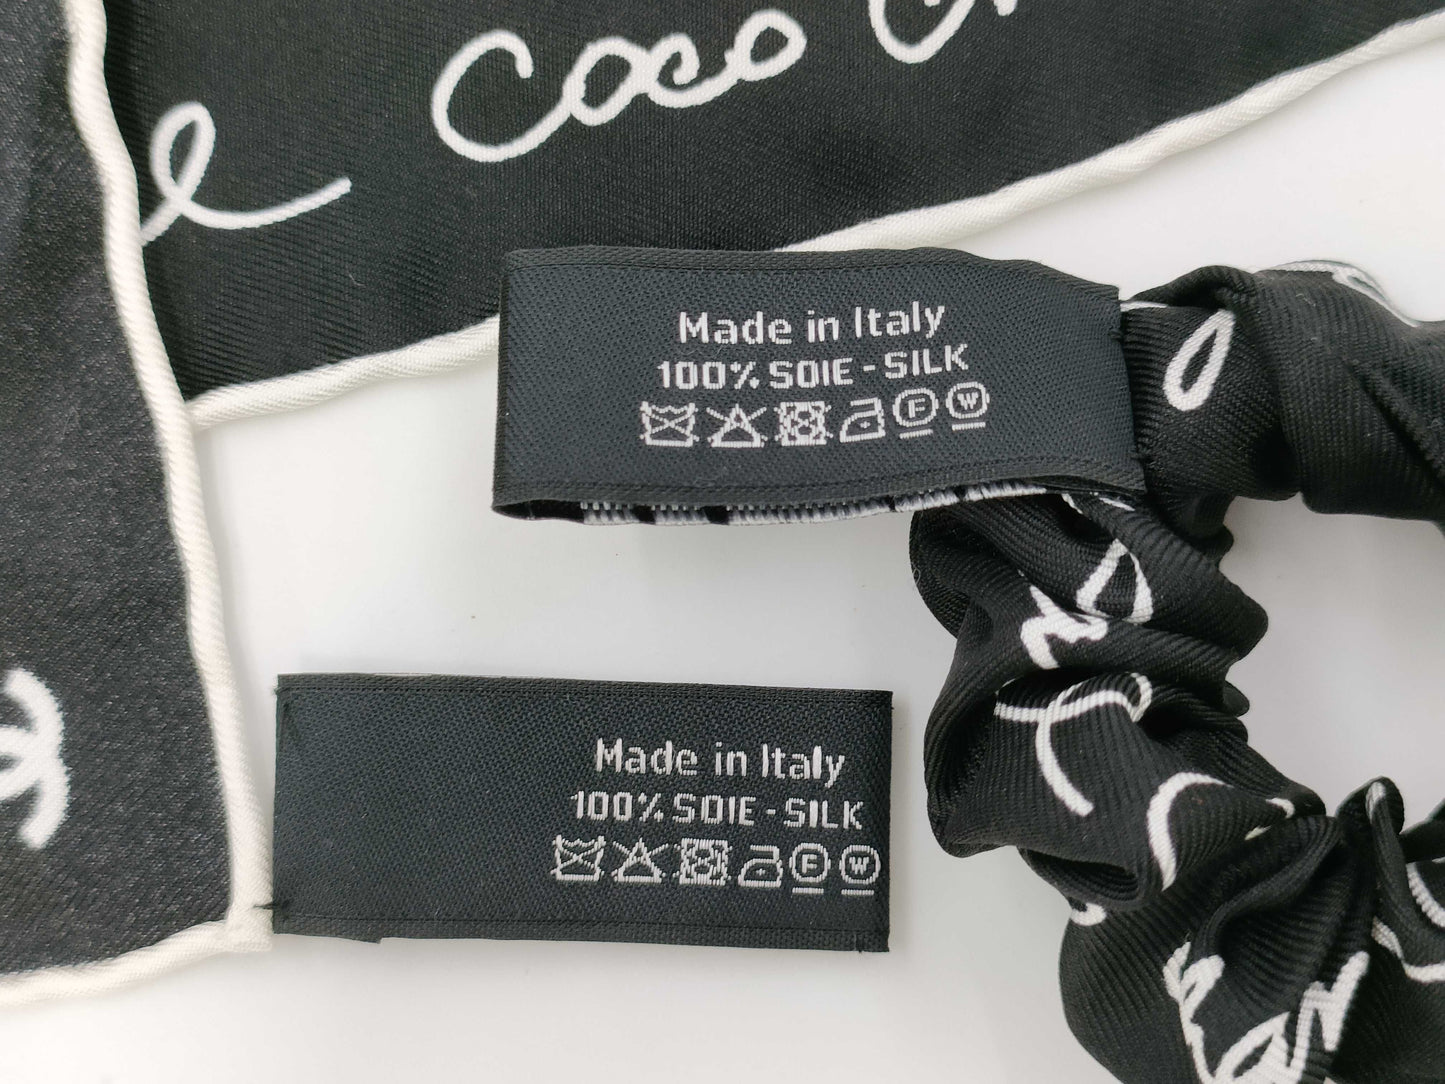 coco
Made in Italy
100% SOIE - SILK
F W
Made in Italy
100% SOIE - SILK
F W